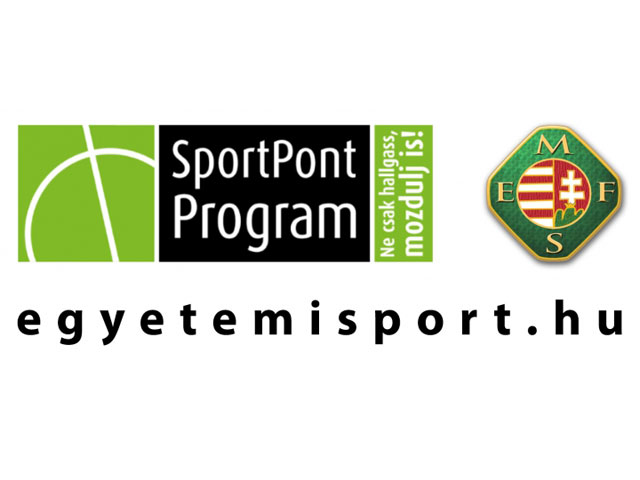 SportPont
Program
Ne csak hallgass,
mozdulj is!
M
E F
S
egyetemisport.hu